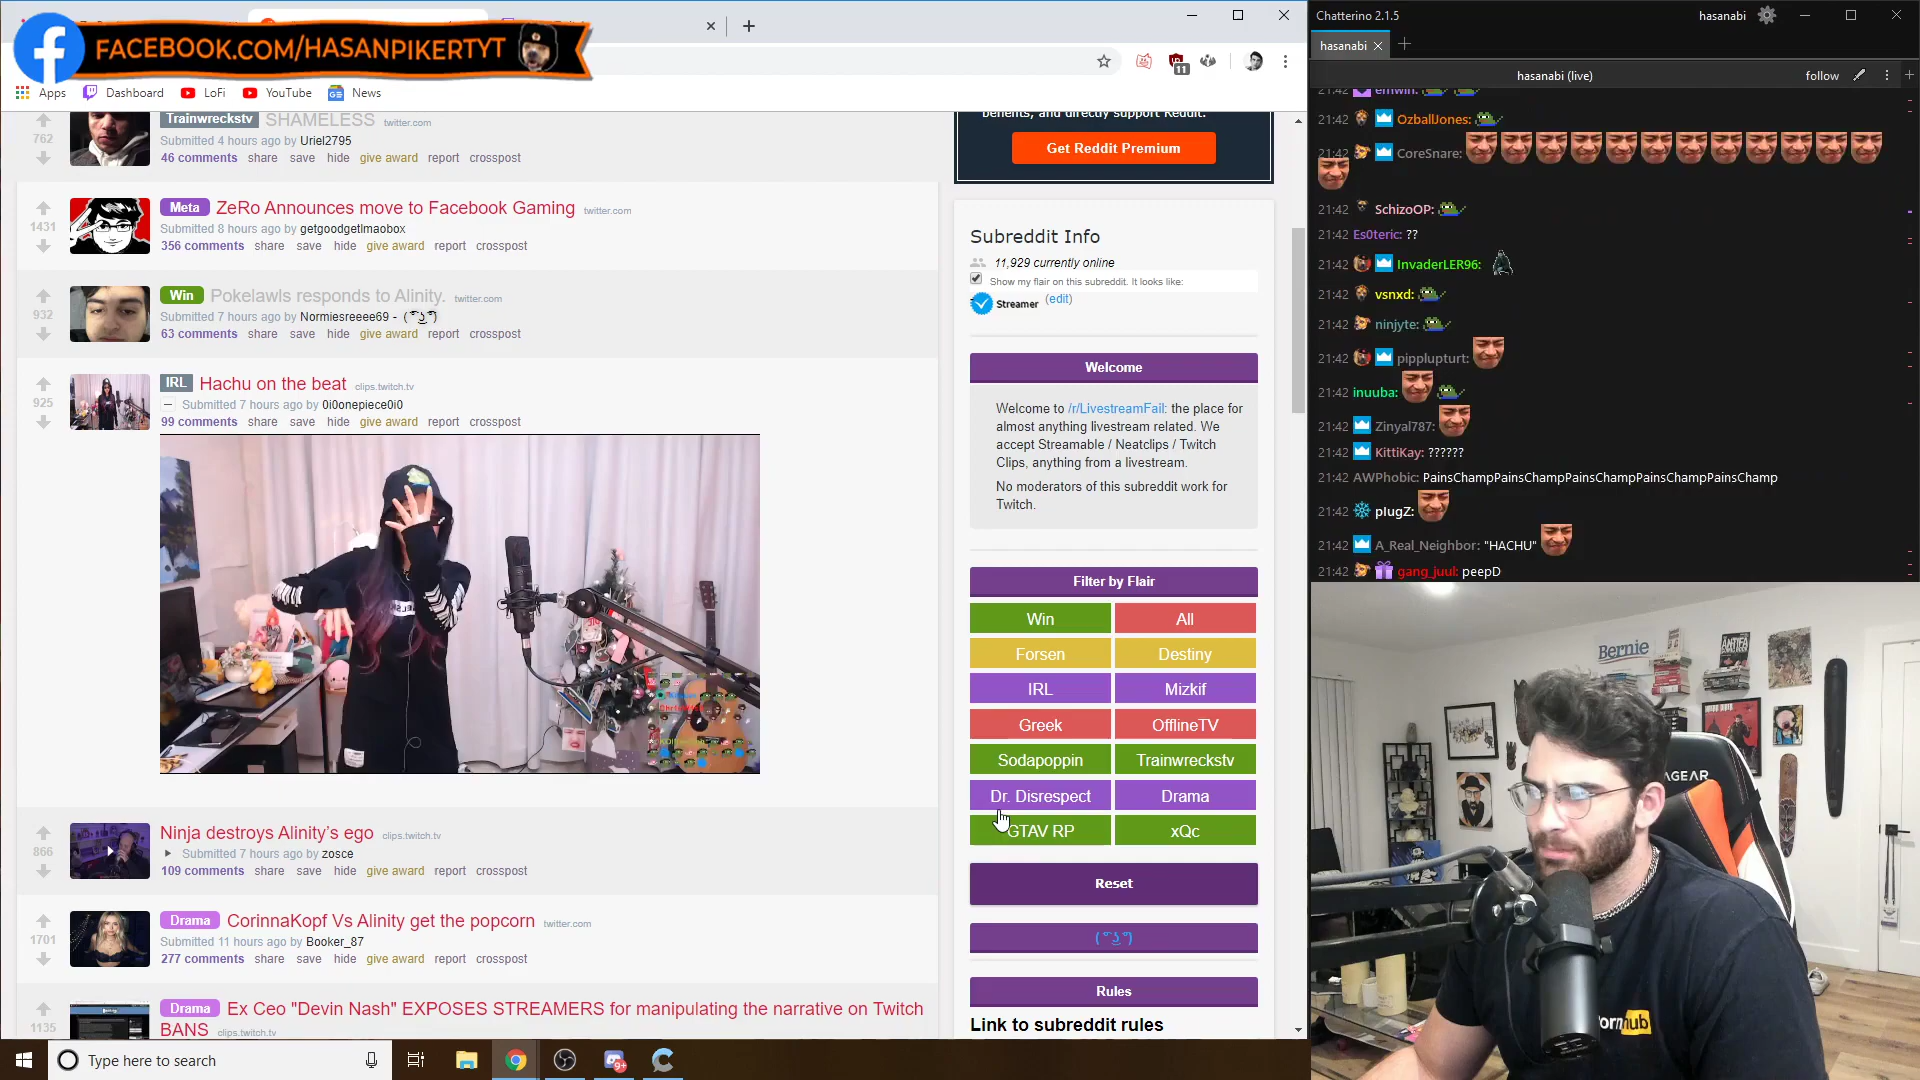 FACEBOOK.COM/HASANPIKERTYT
11
Apps
Dashboard
LoFi
YouTube
News
762
Trainwreckstv SHAMELESS twitter.com
Submitted 4 hours ago by Uriel2795
46 comments share save hide give award report crosspost
1431
Meta ZeRo Announces move to Facebook Gaming twitter.com
Submitted 8 hours ago by getgoodgetlmaobox
356 comments share save hide give award report crosspost
932
Win Pokelawls responds to Alinity. twitter.com
Submitted 7 hours ago by Normiesreeee69 - ( ͡° ͜ʖ ͡°)
63 comments share save hide give award report crosspost
925
IRL Hachu on the beat clips.twitch.tv
Submitted 7 hours ago by 0i0onepiece0i0
99 comments share save hide give award report crosspost
866
Ninja destroys Alinity's ego clips.twitch.tv
Submitted 7 hours ago by zosce
109 comments share save hide give award report crosspost
1701
Drama CorinnaKopf Vs Alinity get the popcorn twitter.com
Submitted 11 hours ago by Booker_87
277 comments share save hide give award report crosspost
1135
Drama Ex Ceo "Devin Nash" EXPOSES STREAMERS for manipulating the narrative on Twitch
BANS clips.twitch.tv
benefits, and directly support Reddit.
Get Reddit Premium
Subreddit Info
11,929 currently online
Show my flair on this subreddit. It looks like:
Streamer (edit)
Welcome
Welcome to /r/LivestreamFail: the place for
almost anything livestream related. We
accept Streamable / Neatclips / Twitch
Clips, anything from a livestream.
No moderators of this subreddit work for
Twitch.
Filter by Flair
Win All
Forsen Destiny
IRL Mizkif
Greek OfflineTV
Sodapoppin Trainwreckstv
Dr. Disrespect Drama
GTAV RP xQc
Reset
( ͡° ͜ʖ ͡°)
Rules
Link to subreddit rules
Type here to search
9+
Chatterino 2.1.5
hasanabi
hasanabi
hasanabi (live)
follow
21:42 emwin:
21:42 OzballJones:
21:42 CoreSnare:
21:42 SchizoOP:
21:42 Es0teric: ??
21:42 InvaderLER96:
21:42 vsnxd:
21:42 ninjyte:
21:42 pipplupturt:
21:42 inuuba:
21:42 Zinyal787:
21:42 KittiKay: ??????
21:42 AWPhobic: PainsChampPainsChampPainsChampPainsChampPainsChamp
21:42 plugZ:
21:42 A_Real_Neighbor: "HACHU"
21:42 gang_juul: peepD
Bernie
AGEAR
ornhub